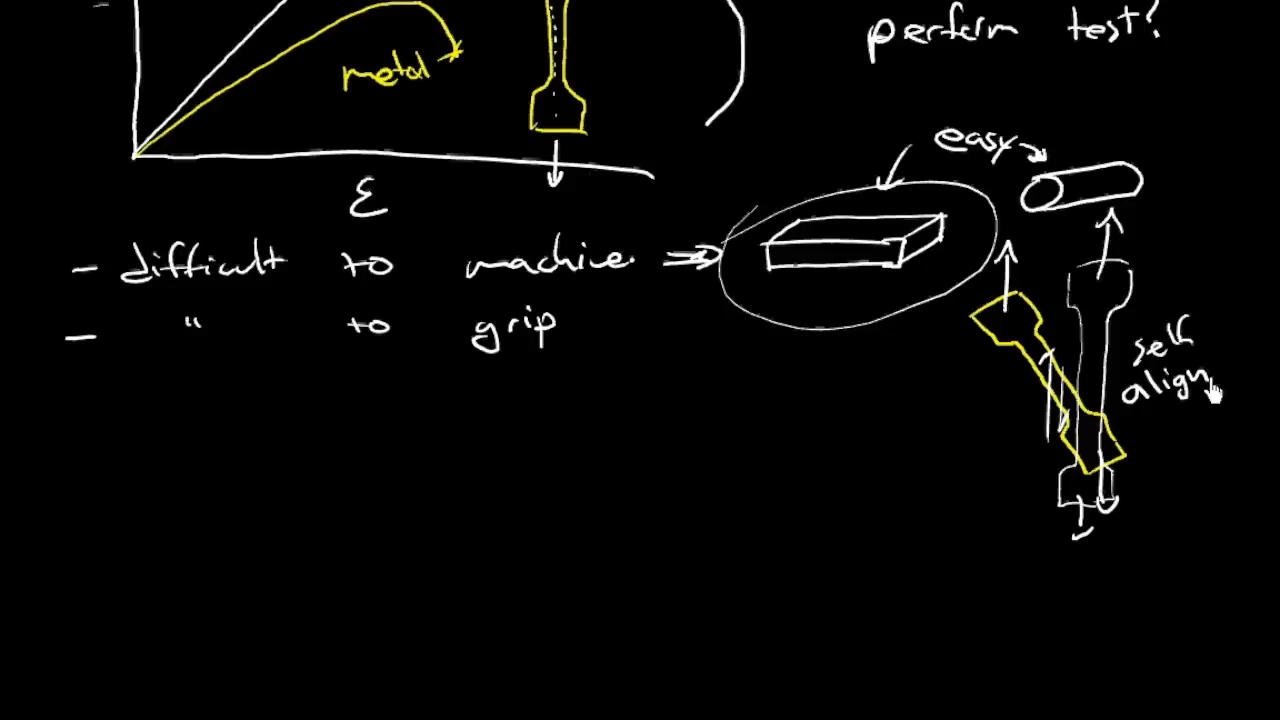 perform test?
metal
easy
ε
- difficult to machine
- " to grip
self
align